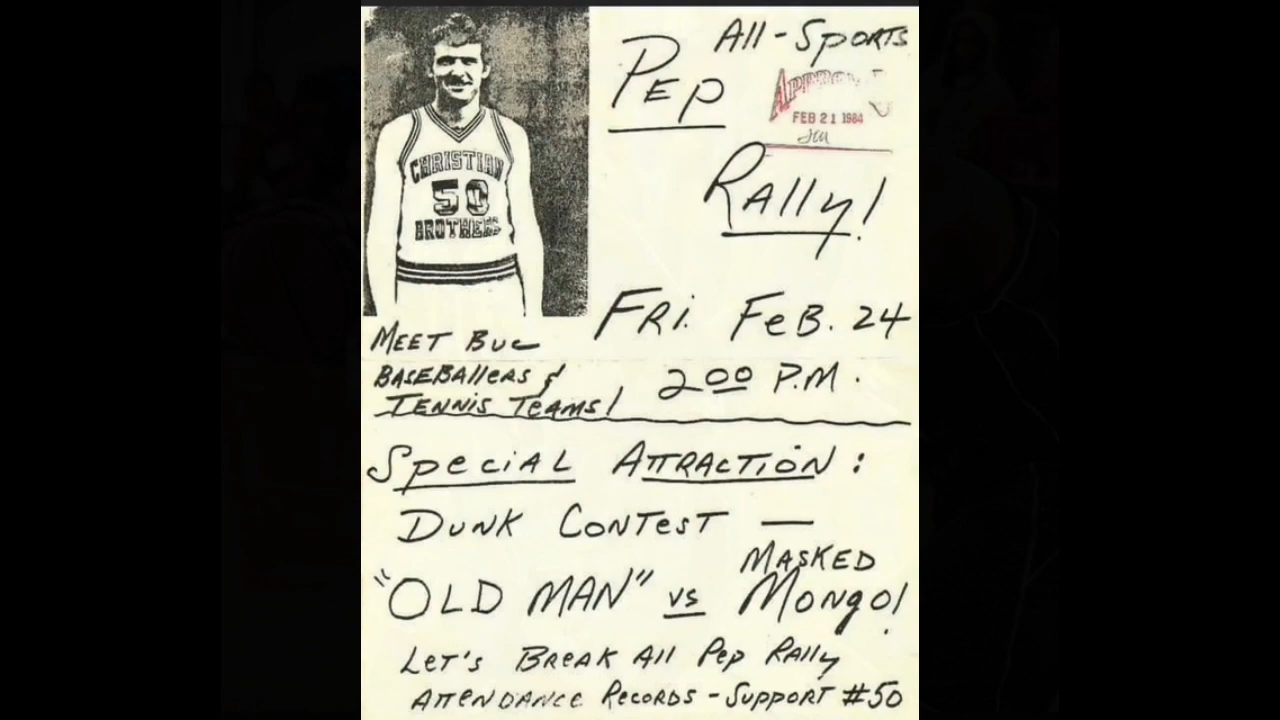 All-Sports
Pep
APPROV
FEB 21 1984
Rally!
CHRISTIAN
50
BROTHERS
Fri. Feb. 24
2:00 P.M.
MEET BUC
BASEBAllERS &
TENNIS TEAMS!
Special Attraction:
Dunk Contest —
"OLD MAN" vs MASKED Mongo!
Let's Break All Pep Rally
Attendance Records - Support #50